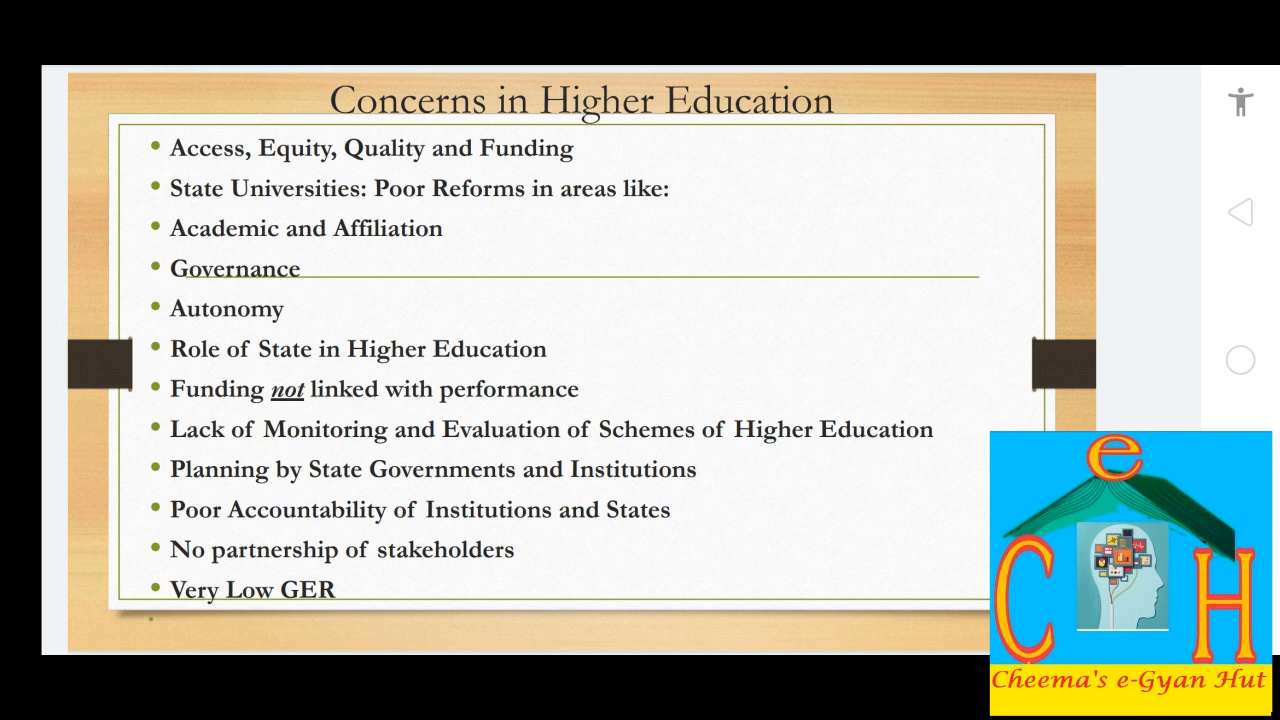 Concerns in Higher Education
• Access, Equity, Quality and Funding
• State Universities: Poor Reforms in areas like:
• Academic and Affiliation
• Governance
• Autonomy
• Role of State in Higher Education
• Funding not linked with performance
• Lack of Monitoring and Evaluation of Schemes of Higher Education
• Planning by State Governments and Institutions
• Poor Accountability of Institutions and States
• No partnership of stakeholders
• Very Low GER
•
e
C H
Cheema's e-Gyan Hut